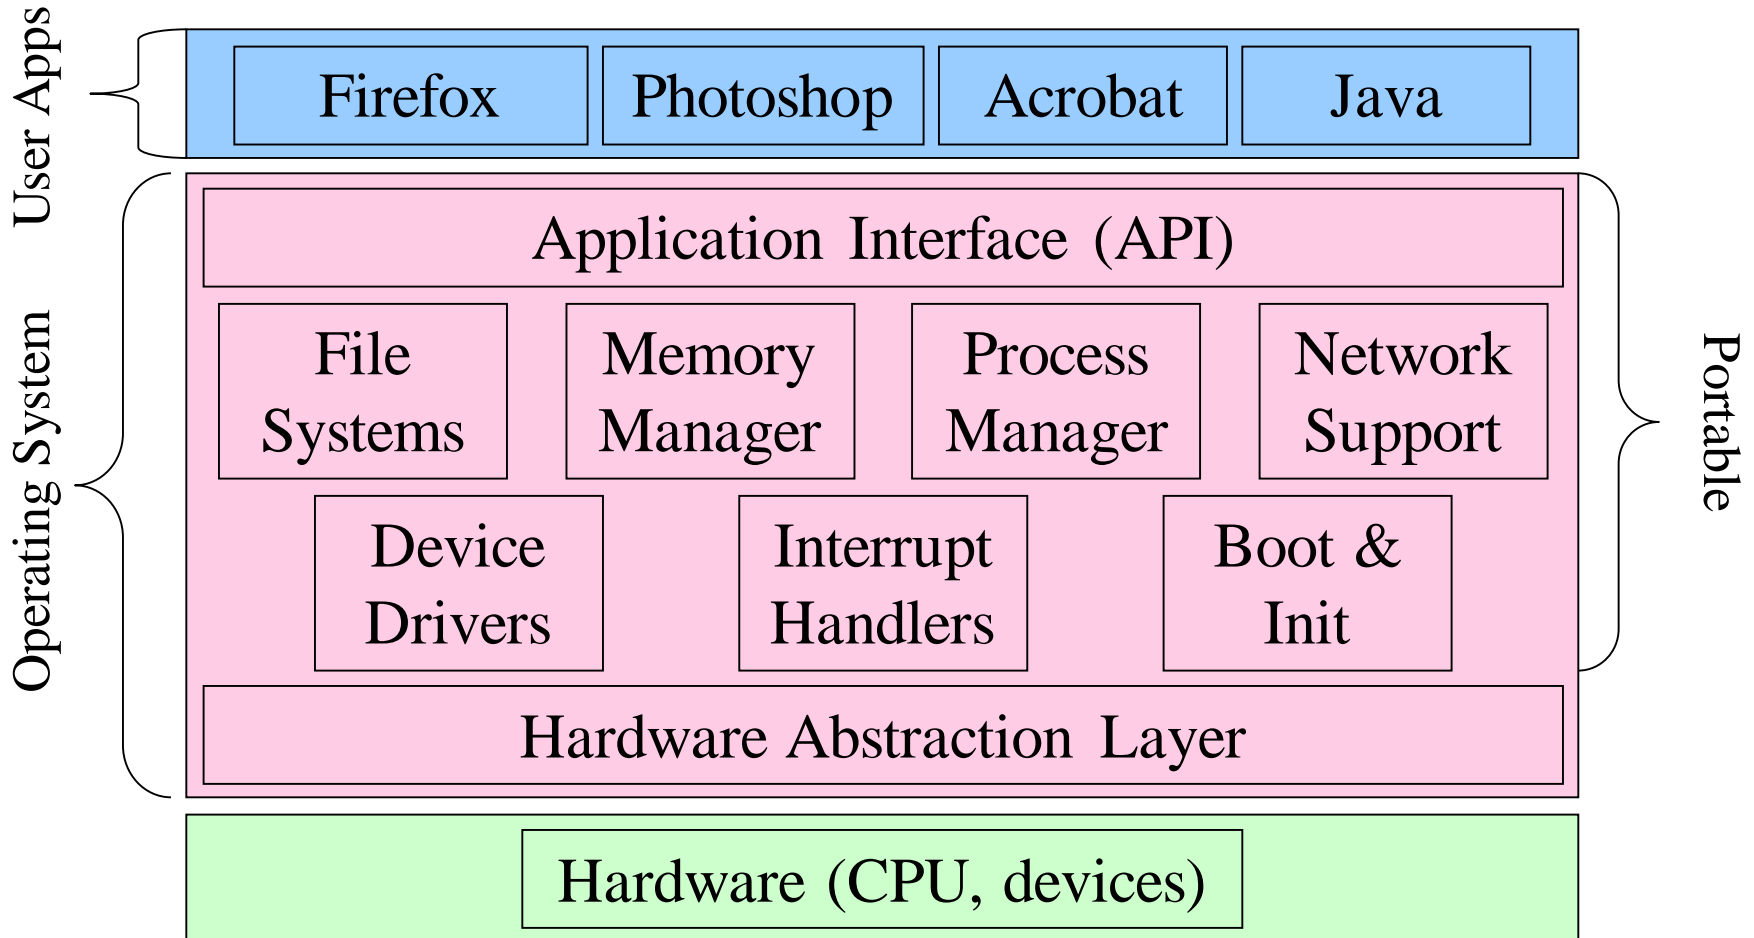 User Apps
Firefox
Photoshop
Acrobat
Java
Operating System
Application Interface (API)
File
Systems
Memory
Manager
Process
Manager
Network
Support
Device
Drivers
Interrupt
Handlers
Boot &
Init
Hardware Abstraction Layer
Portable
Hardware (CPU, devices)